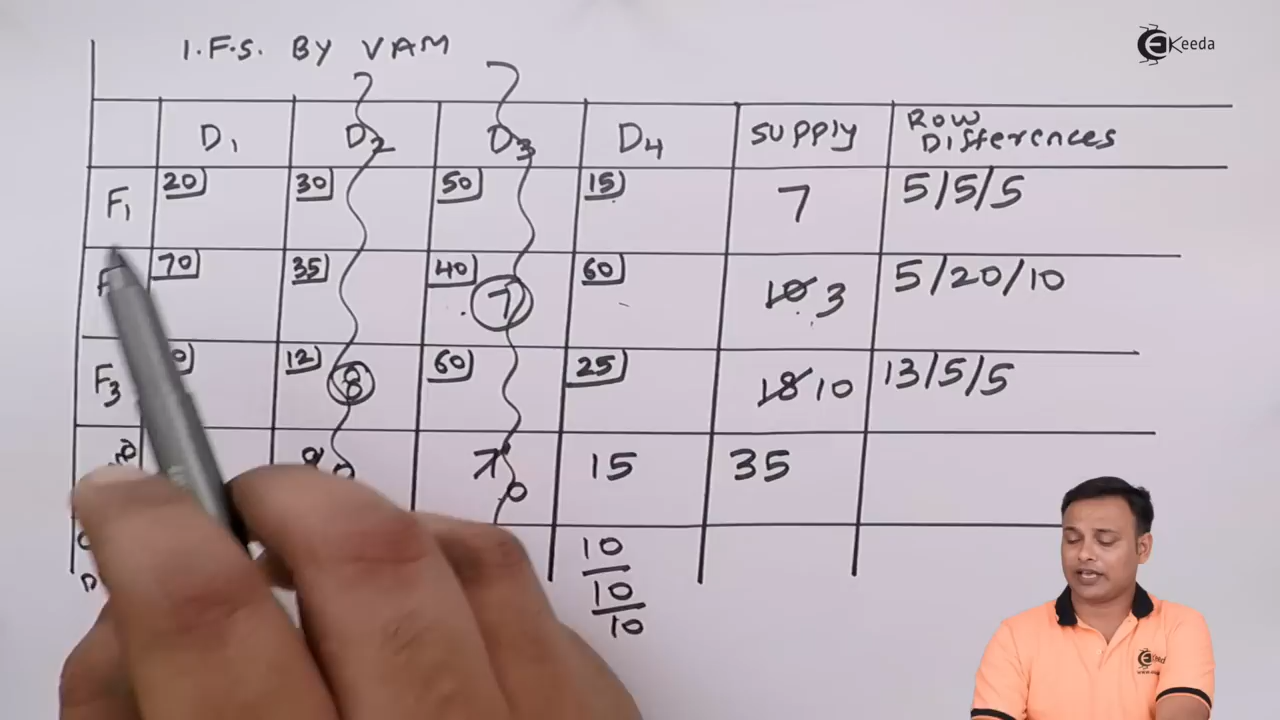 I.F.S. BY VAM
EKeeda
D1 D2 D3 D4 SUPPLY ROW DIFFERENCES
F1 20 30 50 15 7 5/5/5
70 35 40 7 60 10 3 5/20/10
F3 12 8 60 25 18 10 13/5/5
7 0 15 35
10
10
10